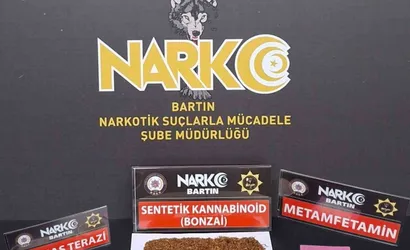 NARKO
BARTIN
NARKOTİK SUÇLARLA MÜCADELE
ŞUBE MÜDÜRLÜĞÜ
NARKO
BARTIN
SENTETİK KANNABİNOİD
(BONZAİ)
NARKO
BARTIN
TERAZİ
NARKO
BARTIN
METAMFETAMİN